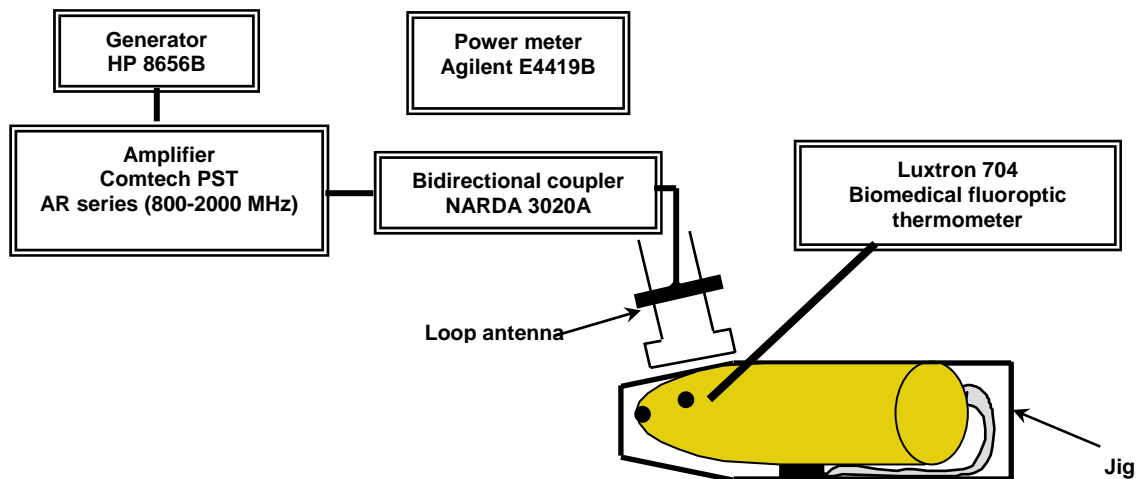 Generator
HP 8656B
Power meter
Agilent E4419B
Amplifier
Comtech PST
AR series (800-2000 MHz)
Bidirectional coupler
NARDA 3020A
Luxtron 704
Biomedical fluoroptic
thermometer
Loop antenna
Jig